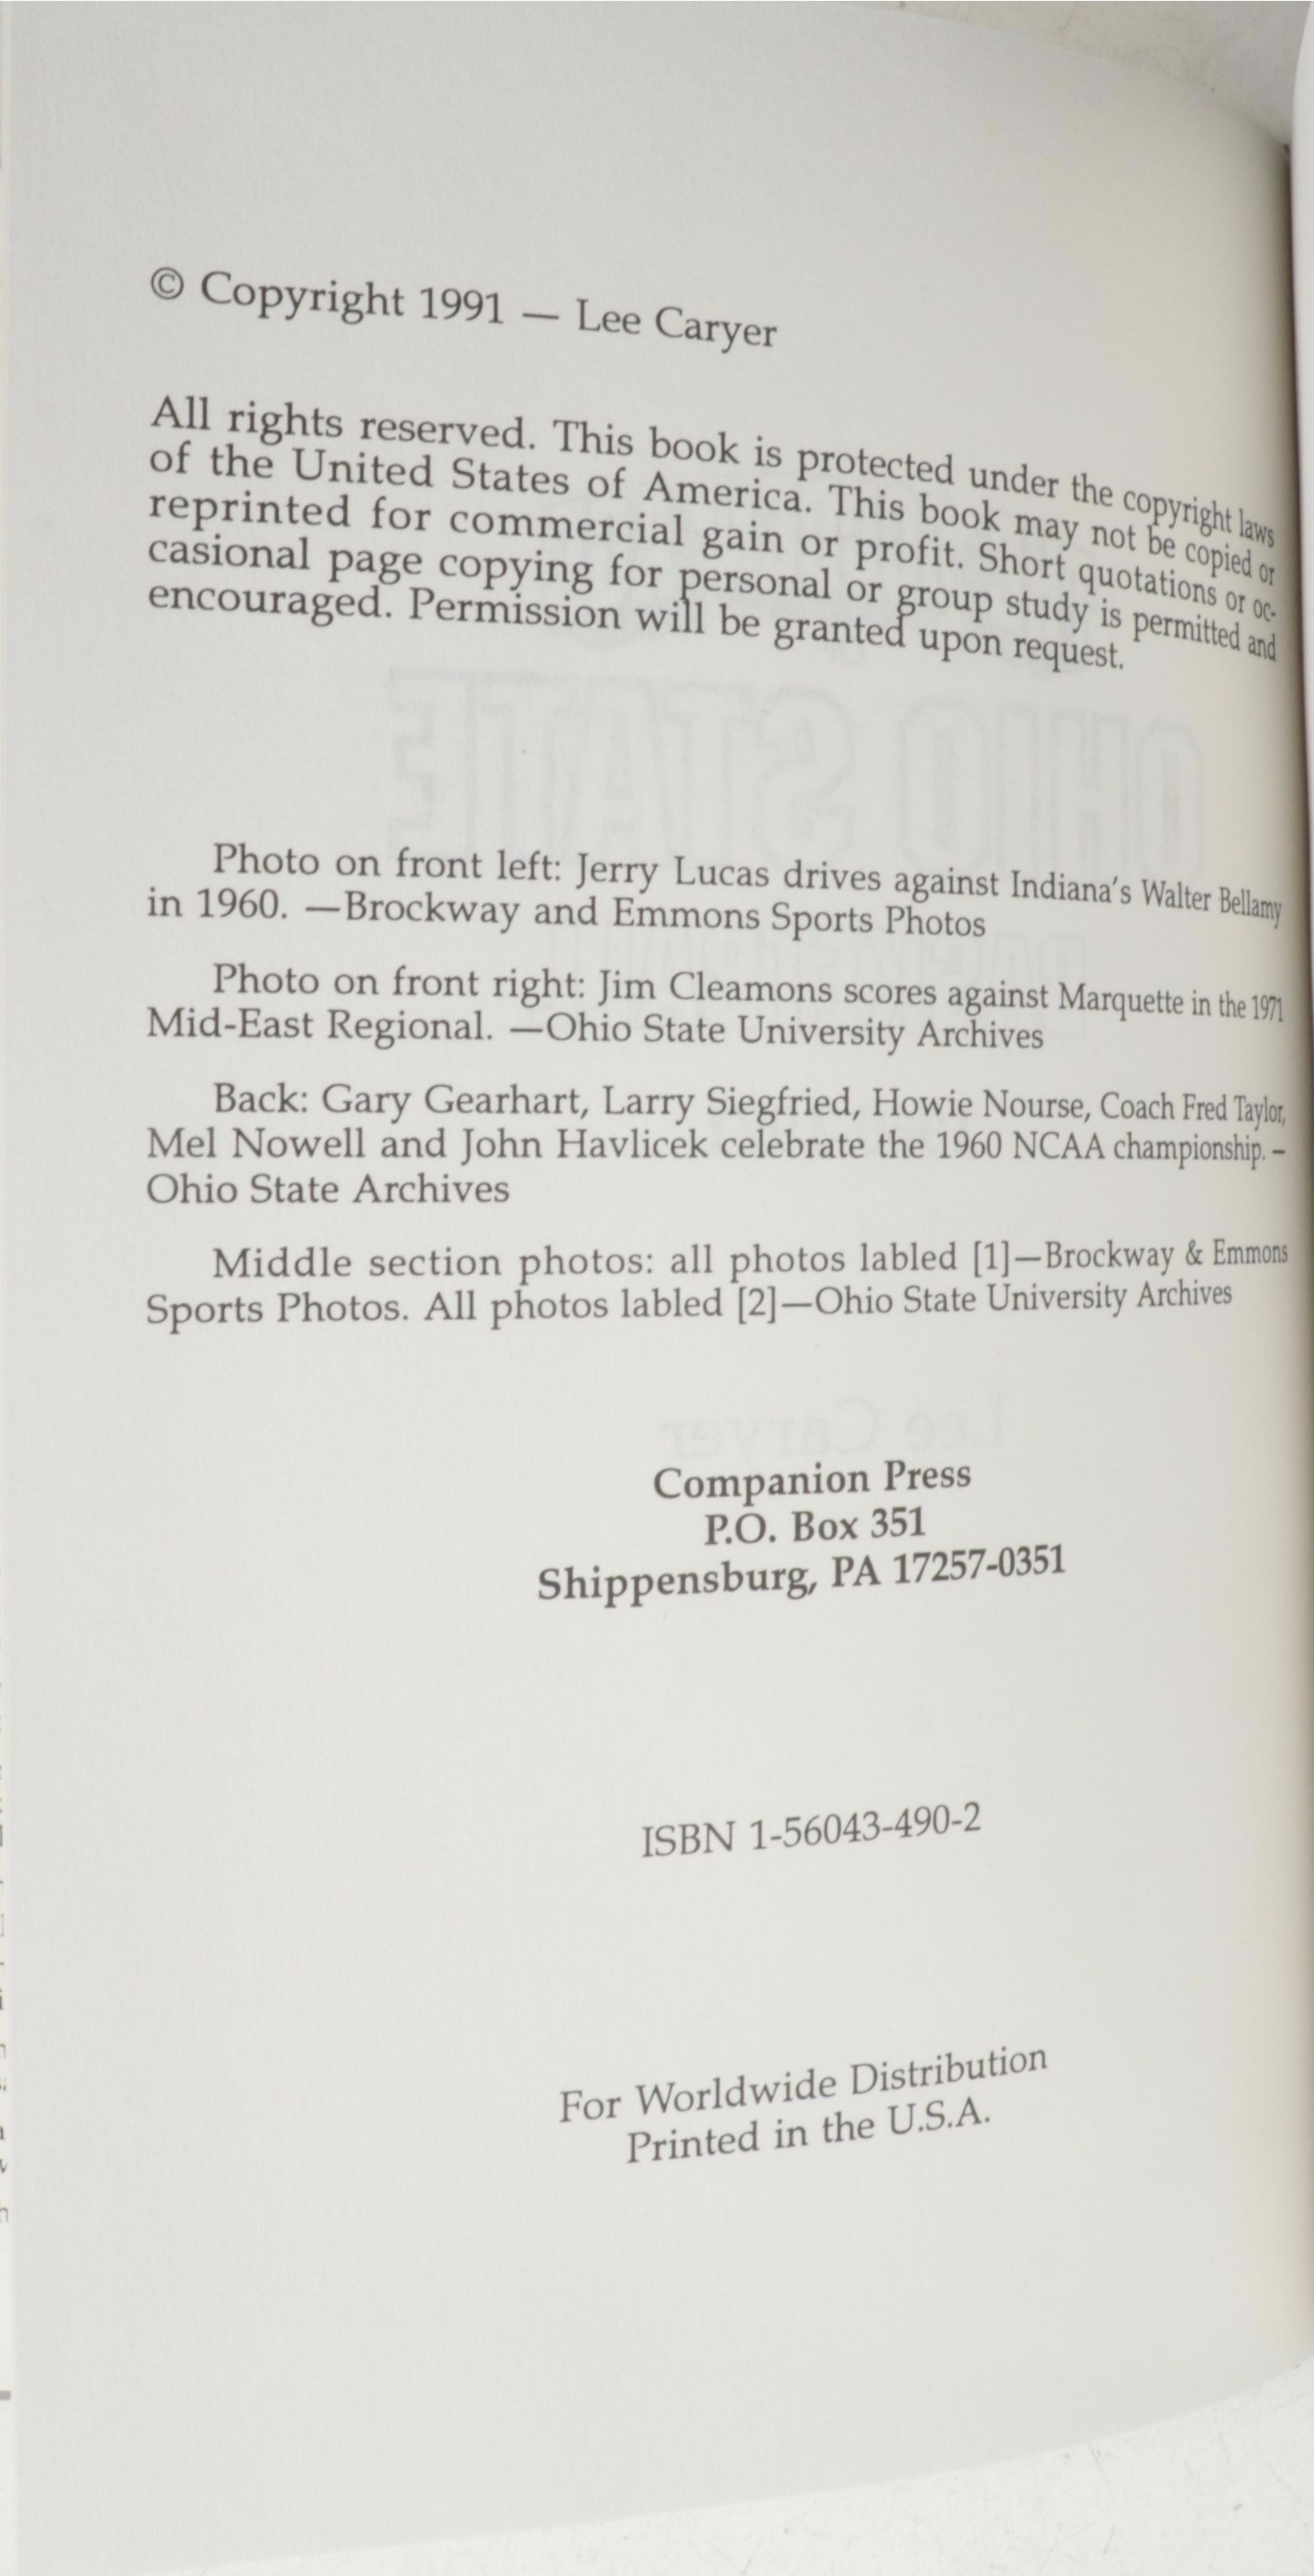 © Copyright 1991 — Lee Caryer
All rights reserved. This book is protected under the copyright laws
of the United States of America. This book may not be copied or
reprinted for commercial gain or profit. Short quotations or oc-
casional page copying for personal or group study is permitted and
encouraged. Permission will be granted upon request.
OHIO STATE
Photo on front left: Jerry Lucas drives against Indiana's Walter Bellamy
in 1960. —Brockway and Emmons Sports Photos
Photo on front right: Jim Cleamons scores against Marquette in the 1971
Mid-East Regional. —Ohio State University Archives
Back: Gary Gearhart, Larry Siegfried, Howie Nourse, Coach Fred Taylor,
Mel Nowell and John Havlicek celebrate the 1960 NCAA championship. –
Ohio State Archives
Middle section photos: all photos labled [1]—Brockway & Emmons
Sports Photos. All photos labled [2]—Ohio State University Archives
Lee Caryer
Companion Press
P.O. Box 351
Shippensburg, PA 17257-0351
ISBN 1-56043-490-2
For Worldwide Distribution
Printed in the U.S.A.